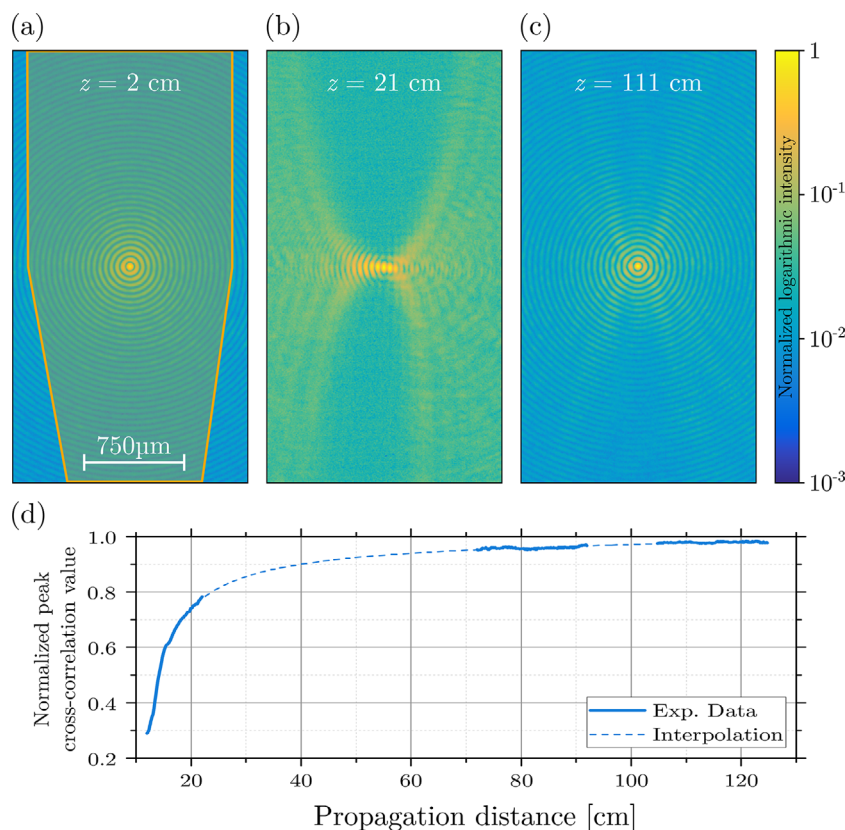 (a)
(b)
(c)
z = 2 cm
z = 21 cm
z = 111 cm
750µm
1
10⁻¹
10⁻²
10⁻³
Normalized logarithmic intensity
(d)
Normalized peak
cross-correlation value
1.0
0.8
0.6
0.4
0.2
Exp. Data
Interpolation
20
40
60
80
100
120
Propagation distance [cm]